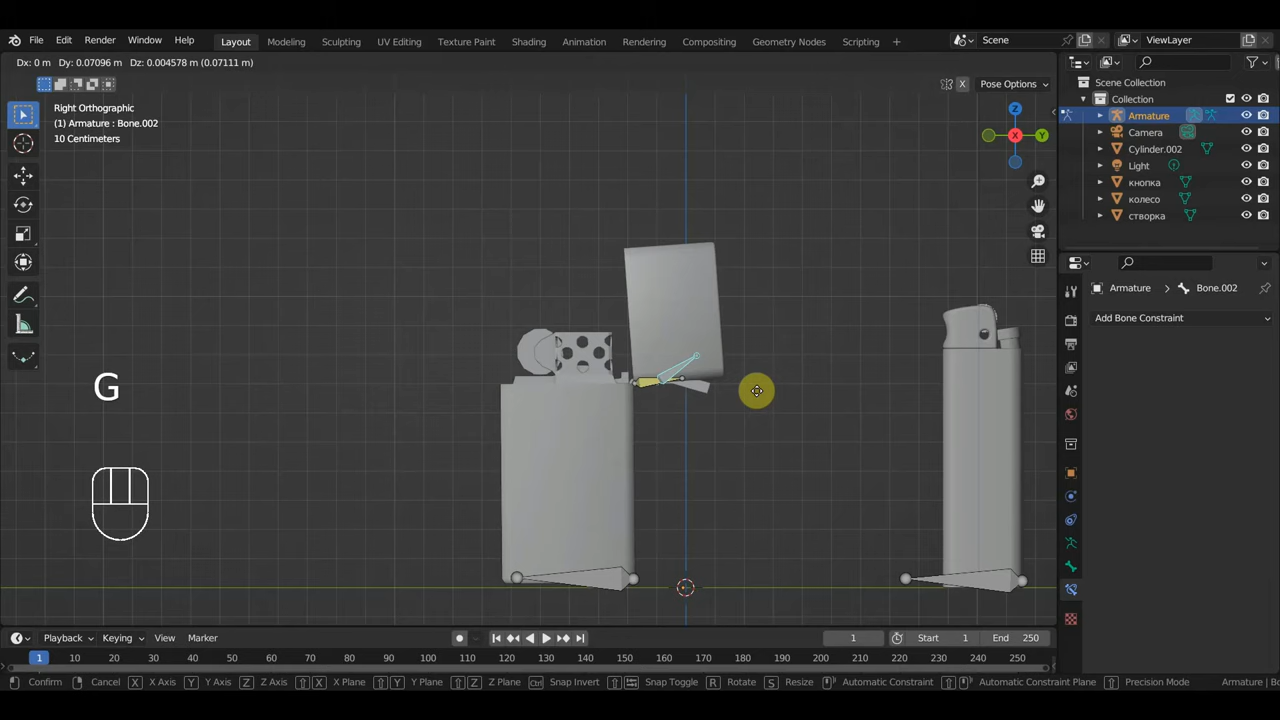 File Edit Render Window Help Layout Modeling Sculpting UV Editing Texture Paint Shading Animation Rendering Compositing Geometry Nodes Scripting + Scene ViewLayer
Dx: 0 m Dy: 0.07096 m Dz: 0.004578 m (0.07111 m)
X Pose Options
Right Orthographic
(1) Armature : Bone.002
10 Centimeters
Z
Y
X
Scene Collection
Collection
Armature
Camera
Cylinder.002
Light
кнопка
колесо
створка
Armature > Bone.002
Add Bone Constraint
G
Playback Keying View Marker 1 Start 1 End 250
1 10 20 30 40 50 60 70 80 90 100 110 120 130 140 150 160 170 180 190 200 210 220 230 240 250
Confirm Cancel X X Axis Y Y Axis Z Z Axis X X Plane Y Y Plane Z Z Plane Ctrl Snap Invert Snap Toggle R Rotate S Resize Automatic Constraint Automatic Constraint Plane Precision Mode Armature | Bo